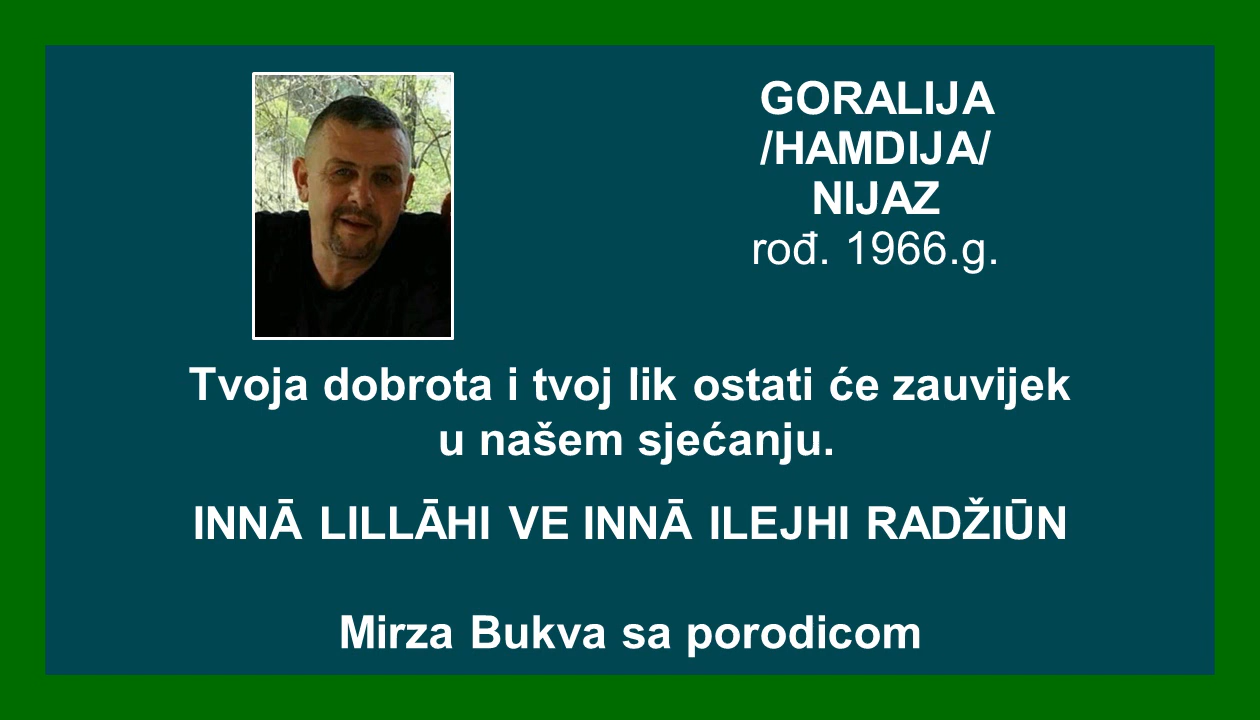 GORALIJA
/HAMDIJA/
NIJAZ
rođ. 1966.g.
Tvoja dobrota i tvoj lik ostati će zauvijek
u našem sjećanju.
INNĀ LILLĀHI VE INNĀ ILEJHI RADŽIŪN
Mirza Bukva sa porodicom